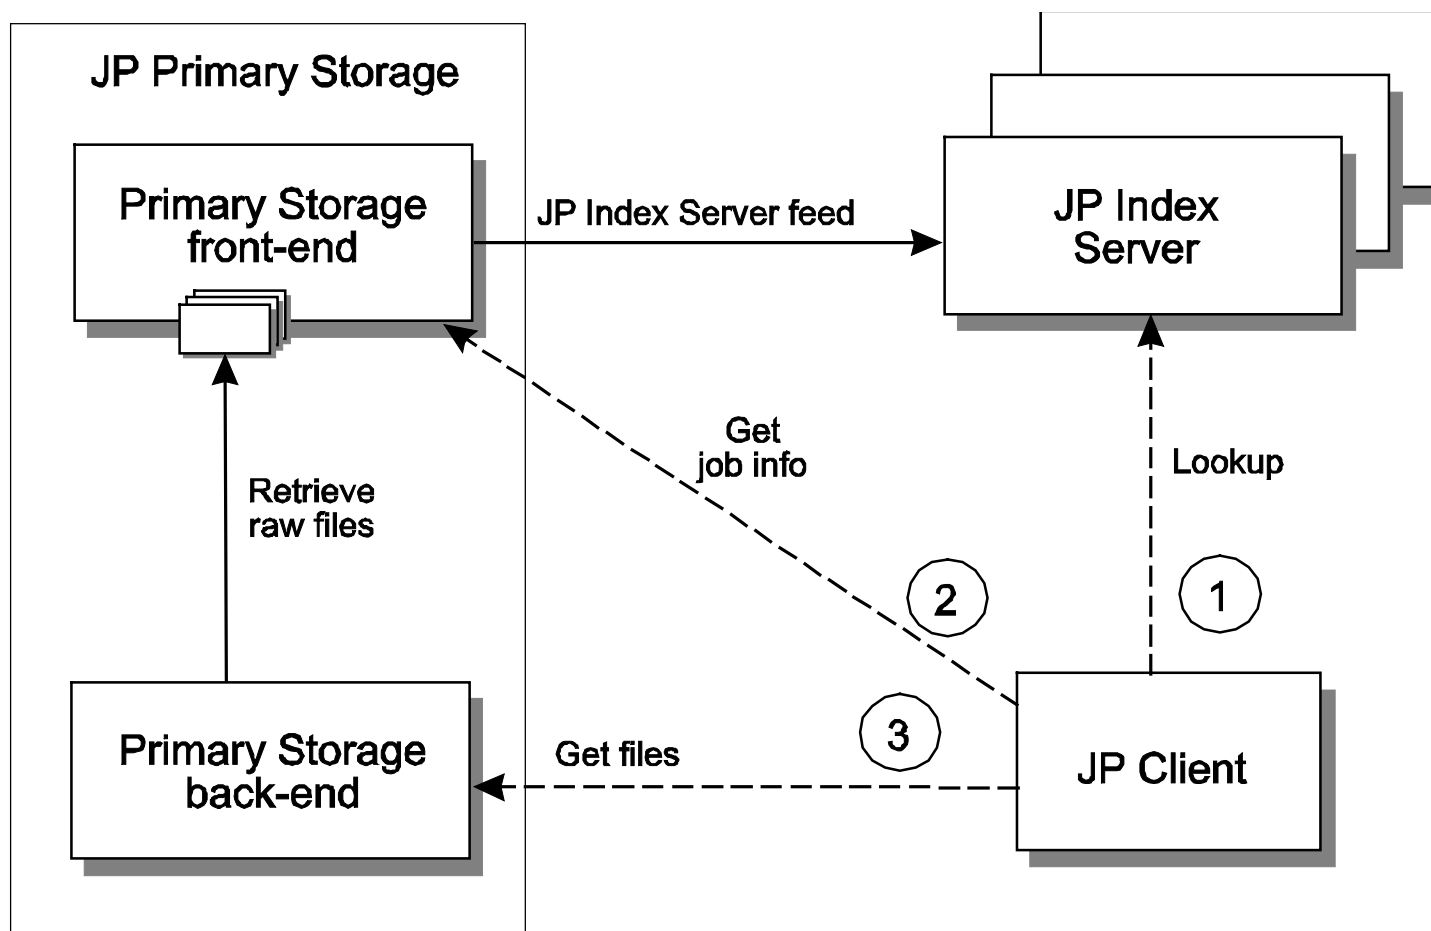 JP Primary Storage
Primary Storage
front-end
JP Index Server feed
JP Index
Server
Get
job info
Lookup
Retrieve
raw files
2
1
3
Get files
Primary Storage
back-end
JP Client